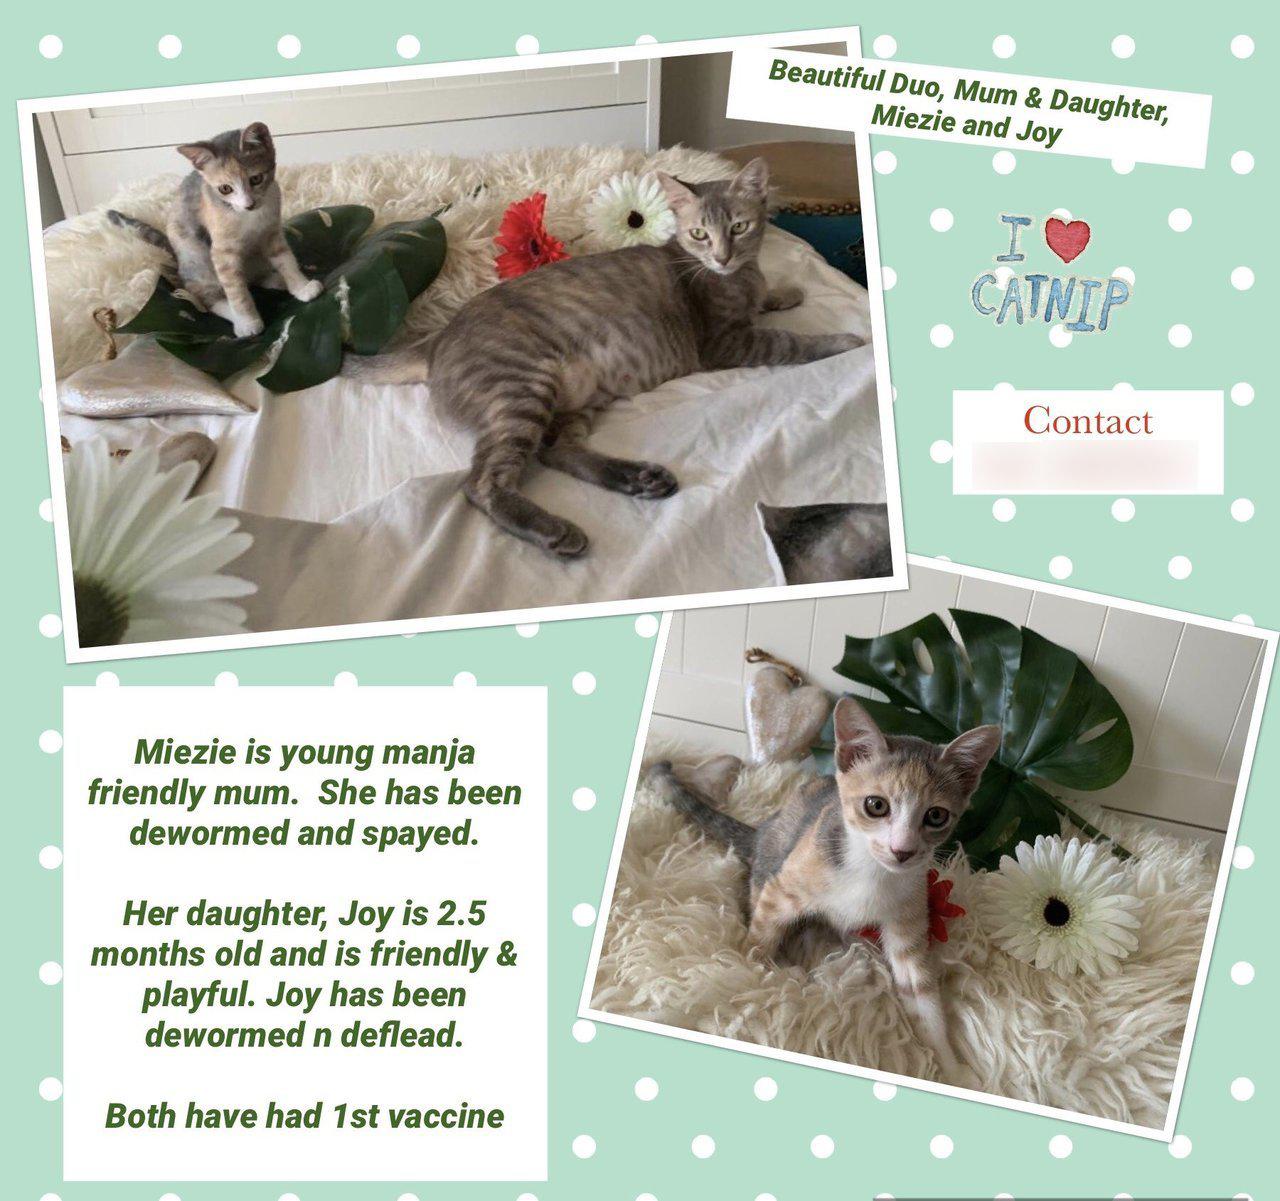 Beautiful Duo, Mum & Daughter,
Miezie and Joy
I
CATNIP
Contact
Miezie is young manja
friendly mum.  She has been
dewormed and spayed.
Her daughter, Joy is 2.5
months old and is friendly &
playful. Joy has been
dewormed n deflead.
Both have had 1st vaccine